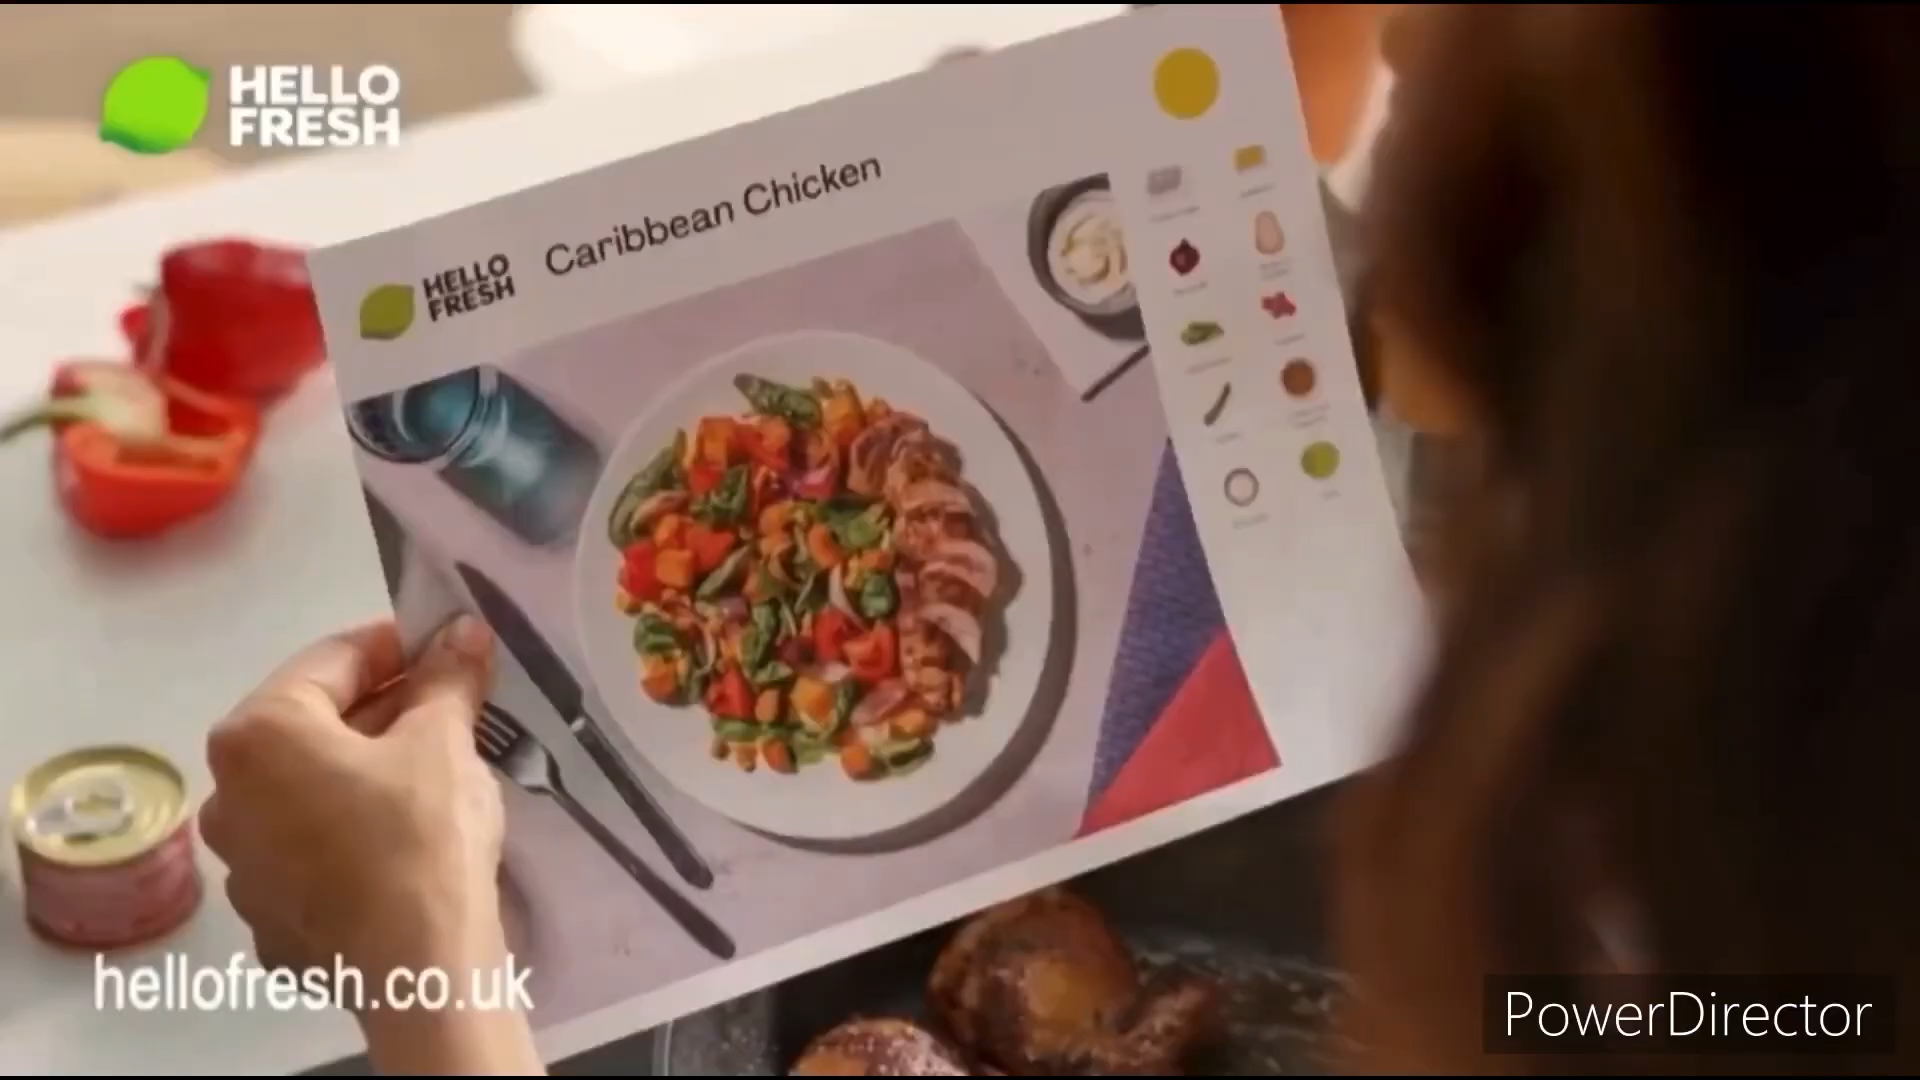 HELLO
FRESH
Caribbean Chicken
HELLO
FRESH
hellofresh.co.uk
PowerDirector